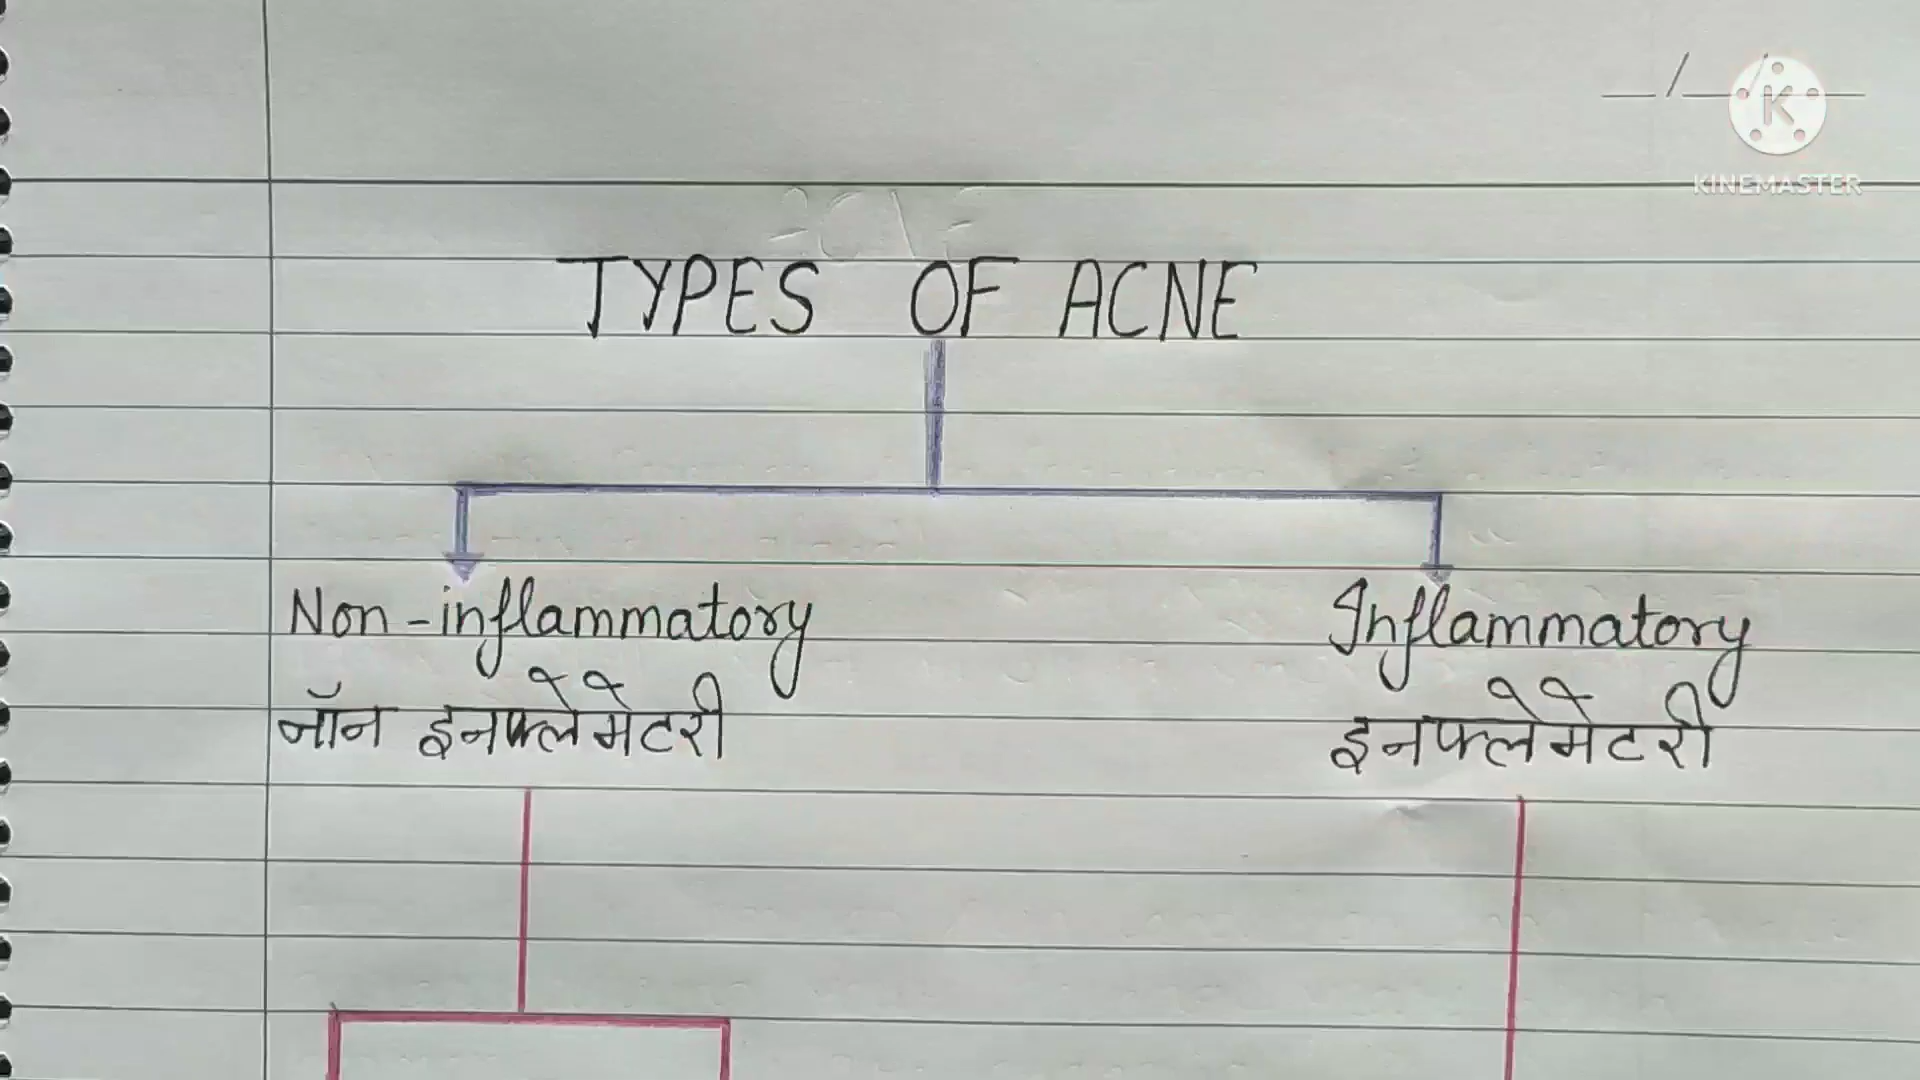 KINEMASTER
TYPES OF ACNE
Non-inflammatory
नॉन इनफ्लेमेटरी
Inflammatory
इनफ्लेमेटरी